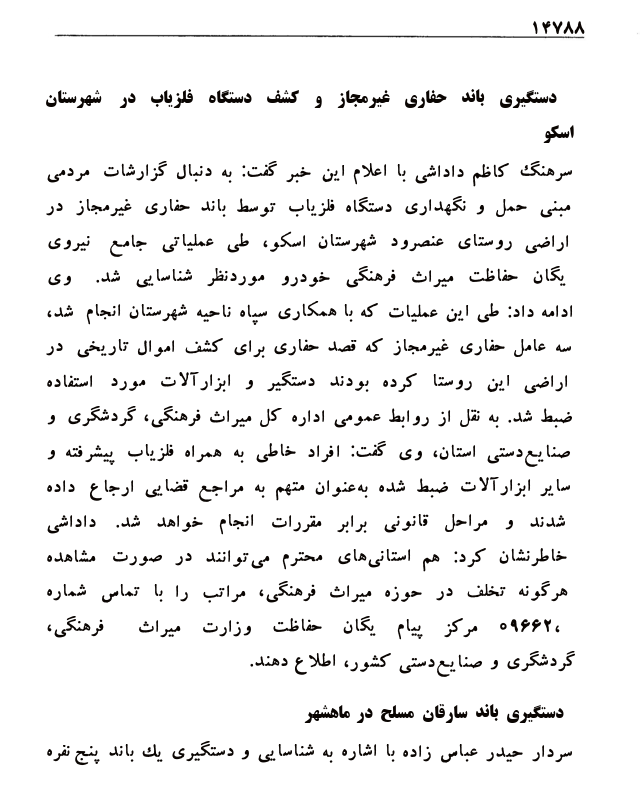 ۱۴۷۸۸
دستگیری باند حفاری غیرمجاز و کشف دستگاه فلزیاب در شهرستان
اسکو
سرهنگ کاظم داداشی با اعلام این خبر گفت: به دنبال گزارشات مردمی
مبنی حمل و نگهداری دستگاه فلزیاب توسط باند حفاری غیرمجاز در
اراضی روستای عنصرود شهرستان اسکو، طی عملیاتی جامع نیروی
یگان حفاظت میراث فرهنگی خودرو موردنظر شناسایی شد. وی
ادامه داد: طی این عملیات که با همکاری سپاه ناحیه شهرستان انجام شد،
سه عامل حفاری غیرمجاز که قصد حفاری برای کشف اموال تاریخی در
اراضی این روستا کرده بودند دستگیر و ابزارآلات مورد استفاده
ضبط شد. به نقل از روابط عمومی اداره کل میراث فرهنگی، گردشگری و
صنایع‌دستی استان، وی گفت: افراد خاطی به همراه فلزیاب پیشرفته و
سایر ابزارآلات ضبط شده به‌عنوان متهم به مراجع قضایی ارجاع داده
شدند و مراحل قانونی برابر مقررات انجام خواهد شد. داداشی
خاطرنشان کرد: هم استانی‌های محترم می‌توانند در صورت مشاهده
هرگونه تخلف در حوزه میراث فرهنگی، مراتب را با تماس شماره
۰۹۶۶۲، مرکز پیام یگان حفاظت وزارت میراث فرهنگی،
گردشگری و صنایع‌دستی کشور، اطلاع دهند.
دستگیری باند سارقان مسلح در ماهشهر
سردار حیدر عباس زاده با اشاره به شناسایی و دستگیری یك باند پنج نفره